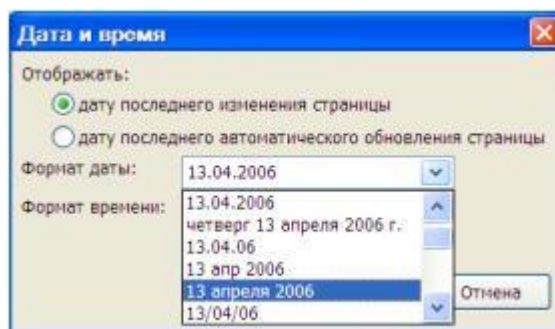 Дата и время
Отображать:
дату последнего изменения страницы
дату последнего автоматического обновления страницы
Формат даты: 13.04.2006
Формат времени:
13.04.2006
четверг 13 апреля 2006 г.
13.04.06
13 апр 2006
13 апреля 2006
13/04/06
Отмена